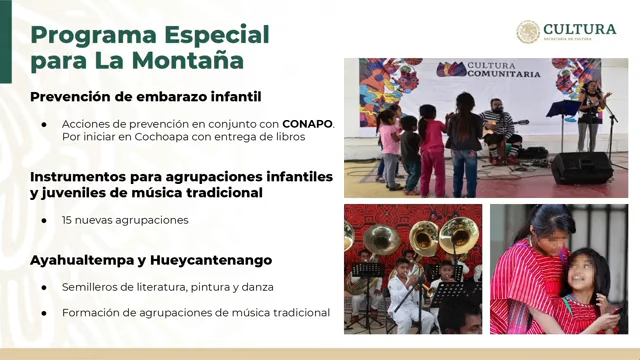 Programa Especial
para La Montaña
CULTURA
SECRETARÍA DE CULTURA
Prevención de embarazo infantil
● Acciones de prevención en conjunto con CONAPO.
Por iniciar en Cochoapa con entrega de libros
Instrumentos para agrupaciones infantiles
y juveniles de música tradicional
● 15 nuevas agrupaciones
Ayahualtempa y Hueycantenango
● Semilleros de literatura, pintura y danza
● Formación de agrupaciones de música tradicional
CULTURA
COMUNITARIA